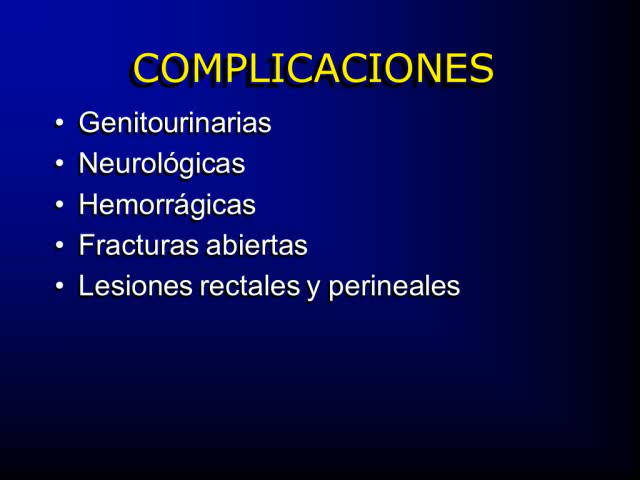 COMPLICACIONES
• Genitourinarias
• Neurológicas
• Hemorrágicas
• Fracturas abiertas
• Lesiones rectales y perineales